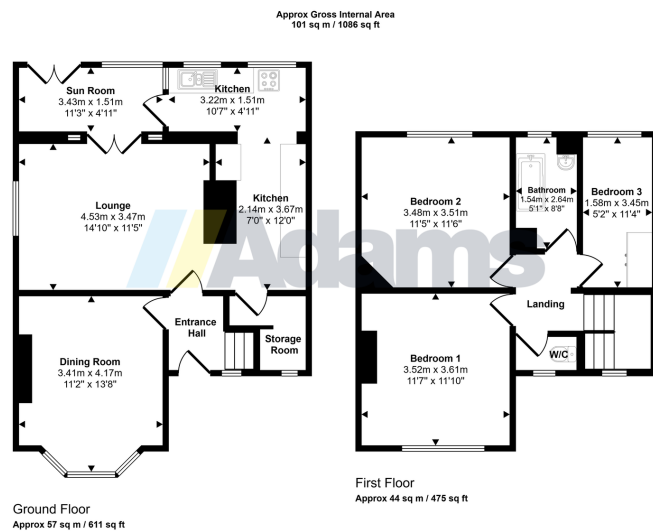 Approx Gross Internal Area
101 sq m / 1086 sq ft
Sun Room
3.43m x 1.51m
11'3" x 4'11"
Kitchen
3.22m x 1.51m
10'7" x 4'11"
Lounge
4.53m x 3.47m
14'10" x 11'5"
Kitchen
2.14m x 3.67m
7'0" x 12'0"
Entrance
Hall
Storage
Room
Dining Room
3.41m x 4.17m
11'2" x 13'8"
Bedroom 2
3.48m x 3.51m
11'5" x 11'6"
Bathroom
1.54m x 2.64m
5'1" x 8'8"
Bedroom 3
1.58m x 3.45m
5'2" x 11'4"
Landing
W/C
Bedroom 1
3.52m x 3.61m
11'7" x 11'10"
Adams
Ground Floor
Approx 57 sq m / 611 sq ft
First Floor
Approx 44 sq m / 475 sq ft